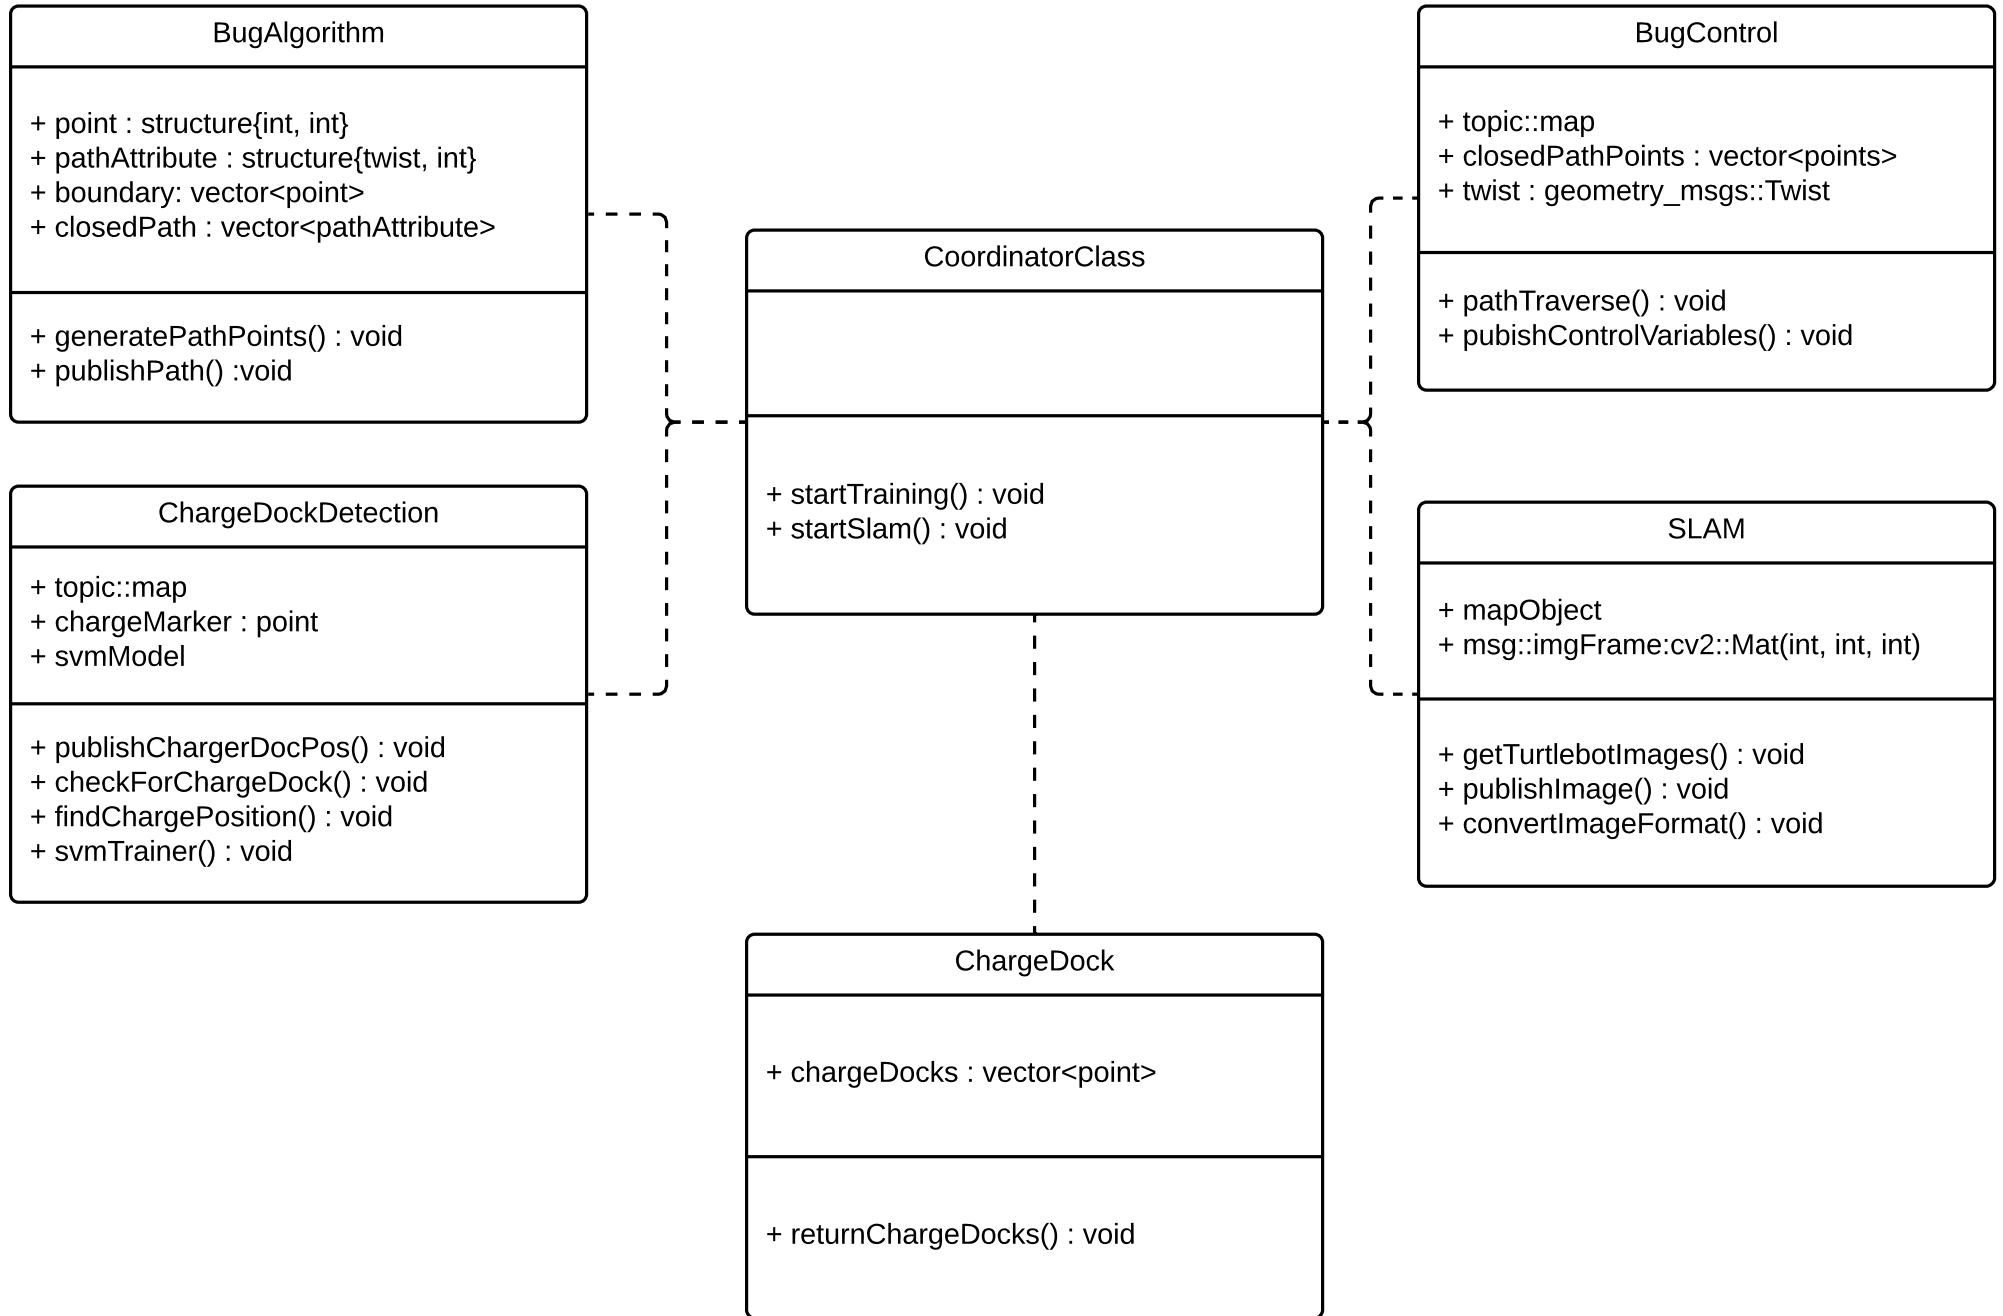 BugAlgorithm
+ point : structure{int, int}
+ pathAttribute : structure{twist, int}
+ boundary: vector<point>
+ closedPath : vector<pathAttribute>
+ generatePathPoints() : void
+ publishPath() :void
BugControl
+ topic::map
+ closedPathPoints : vector<points>
+ twist : geometry_msgs::Twist
+ pathTraverse() : void
+ pubishControlVariables() : void
CoordinatorClass
+ startTraining() : void
+ startSlam() : void
ChargeDockDetection
+ topic::map
+ chargeMarker : point
+ svmModel
+ publishChargerDocPos() : void
+ checkForChargeDock() : void
+ findChargePosition() : void
+ svmTrainer() : void
SLAM
+ mapObject
+ msg::imgFrame:cv2::Mat(int, int, int)
+ getTurtlebotImages() : void
+ publishImage() : void
+ convertImageFormat() : void
ChargeDock
+ chargeDocks : vector<point>
+ returnChargeDocks() : void